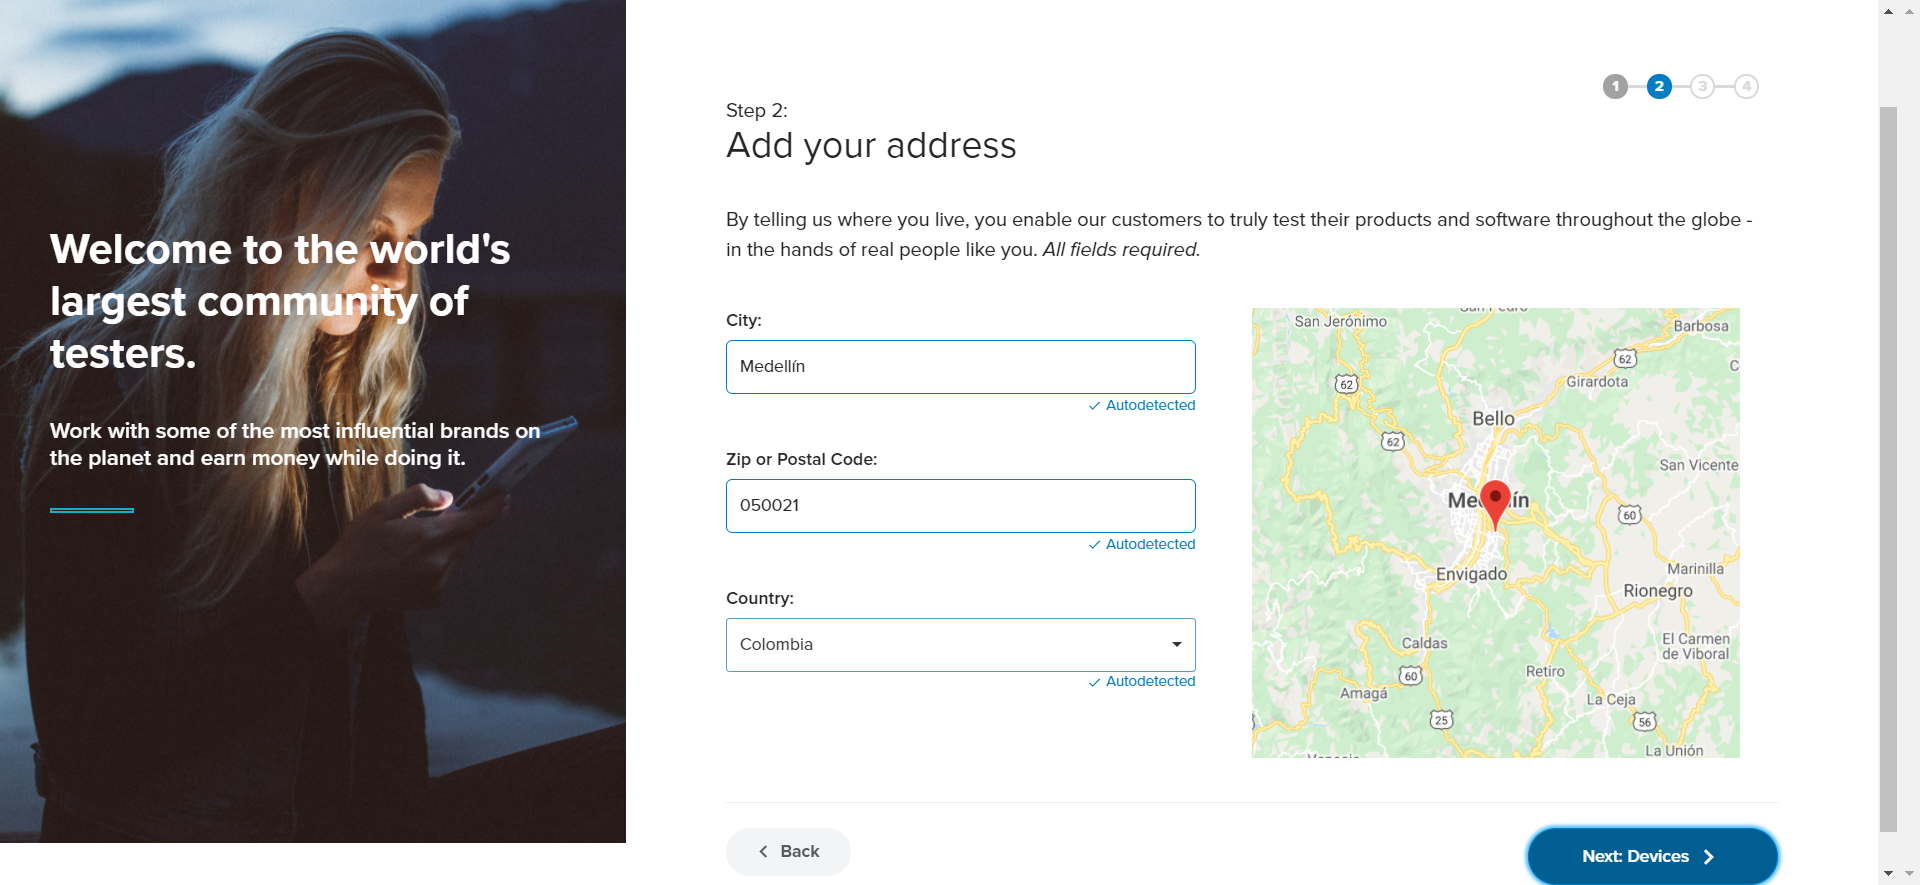 Welcome to the world's
largest community of
testers.
Work with some of the most influential brands on
the planet and earn money while doing it.
1 2 3 4
Step 2:
Add your address
By telling us where you live, you enable our customers to truly test their products and software throughout the globe -
in the hands of real people like you. All fields required.
City:
Medellín
✓ Autodetected
Zip or Postal Code:
050021
✓ Autodetected
Country:
Colombia
✓ Autodetected
San Jerónimo
San Pedro
Barbosa
62
62
Girardota
Bello
62
San Vicente
60
Envigado
Marinilla
Rionegro
Caldas
El Carmen
de Viboral
60
Retiro
Amagá
La Ceja
25
56
La Unión
Back
Next: Devices